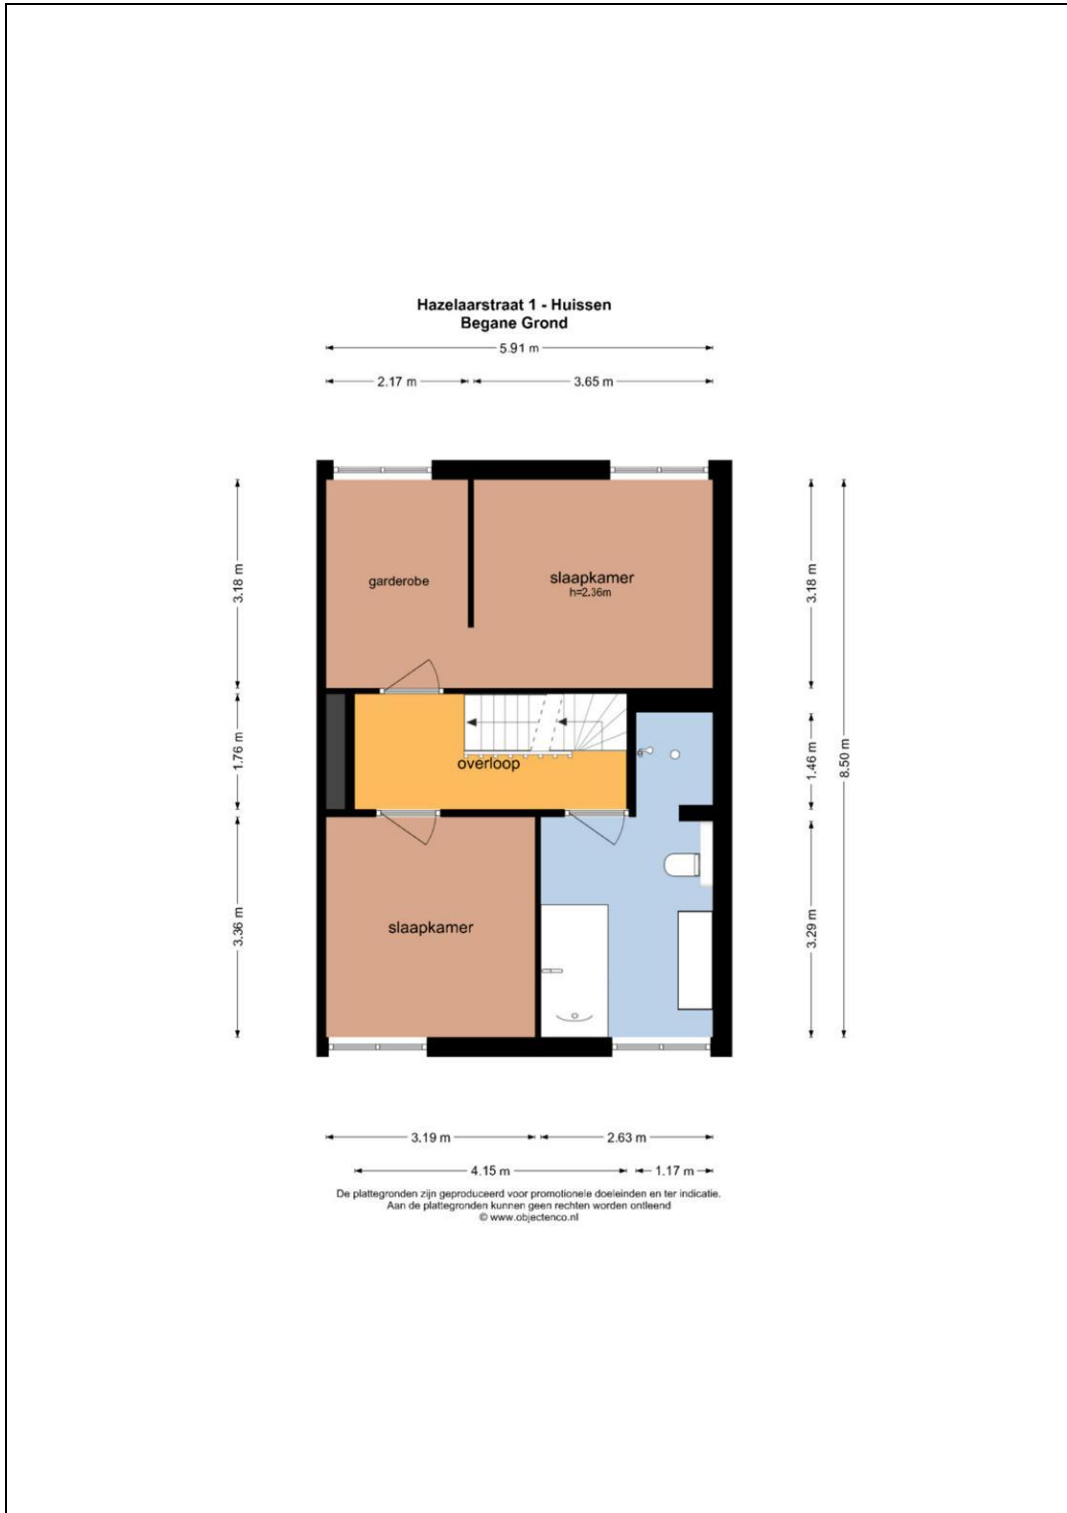 Hazelaarstraat 1 - Huissen
Begane Grond
5.91 m
2.17 m
3.65 m
3.18 m
garderobe
slaapkamer
h=2.36m
3.18 m
1.76 m
overloop
1.46 m
8.50 m
3.36 m
slaapkamer
3.29 m
3.19 m
2.63 m
4.15 m
1.17 m
De plattegronden zijn geproduceerd voor promotionele doeleinden en ter indicatie.
Aan de plattegronden kunnen geen rechten worden ontleend
© www.objectenco.nl